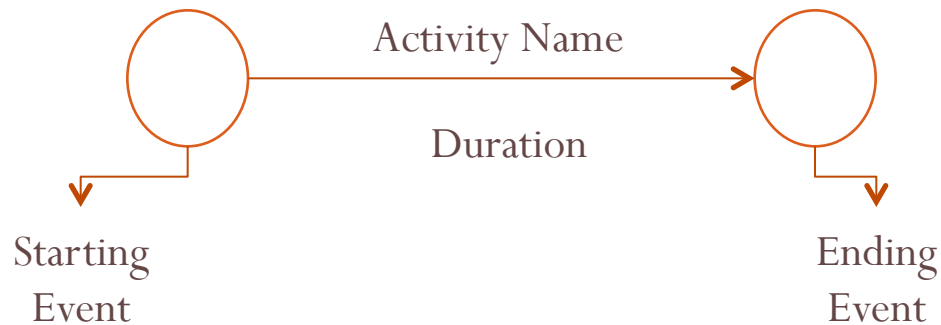 Activity Name
Duration
Starting
Event
Ending
Event